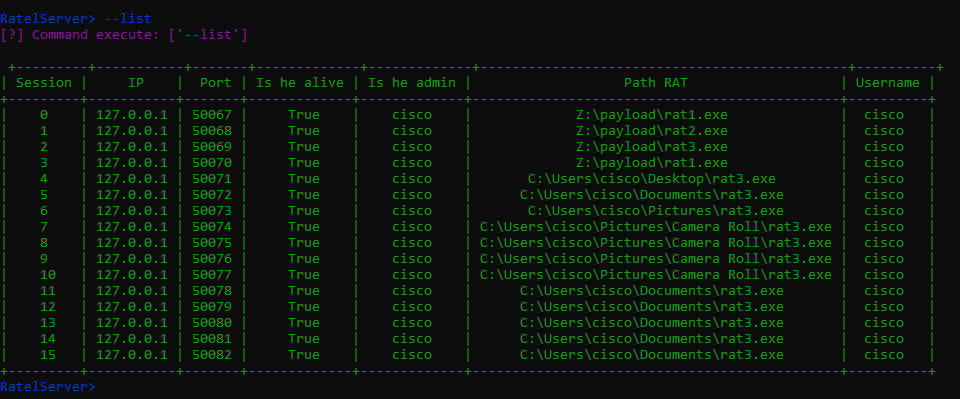 RatelServer> --list
[?] Command execute: ['--list']
+----------+-----------+-------+-------------+-------------+----------------------------------------------+----------+
| Session | IP | Port | Is he alive | Is he admin | Path RAT | Username |
+----------+-----------+-------+-------------+-------------+----------------------------------------------+----------+
| 0 | 127.0.0.1 | 50067 | True | cisco | Z:\payload\rat1.exe | cisco |
| 1 | 127.0.0.1 | 50068 | True | cisco | Z:\payload\rat2.exe | cisco |
| 2 | 127.0.0.1 | 50069 | True | cisco | Z:\payload\rat3.exe | cisco |
| 3 | 127.0.0.1 | 50070 | True | cisco | Z:\payload\rat1.exe | cisco |
| 4 | 127.0.0.1 | 50071 | True | cisco | C:\Users\cisco\Desktop\rat3.exe | cisco |
| 5 | 127.0.0.1 | 50072 | True | cisco | C:\Users\cisco\Documents\rat3.exe | cisco |
| 6 | 127.0.0.1 | 50073 | True | cisco | C:\Users\cisco\Pictures\rat3.exe | cisco |
| 7 | 127.0.0.1 | 50074 | True | cisco | C:\Users\cisco\Pictures\Camera Roll\rat3.exe | cisco |
| 8 | 127.0.0.1 | 50075 | True | cisco | C:\Users\cisco\Pictures\Camera Roll\rat3.exe | cisco |
| 9 | 127.0.0.1 | 50076 | True | cisco | C:\Users\cisco\Pictures\Camera Roll\rat3.exe | cisco |
| 10 | 127.0.0.1 | 50077 | True | cisco | C:\Users\cisco\Pictures\Camera Roll\rat3.exe | cisco |
| 11 | 127.0.0.1 | 50078 | True | cisco | C:\Users\cisco\Documents\rat3.exe | cisco |
| 12 | 127.0.0.1 | 50079 | True | cisco | C:\Users\cisco\Documents\rat3.exe | cisco |
| 13 | 127.0.0.1 | 50080 | True | cisco | C:\Users\cisco\Documents\rat3.exe | cisco |
| 14 | 127.0.0.1 | 50081 | True | cisco | C:\Users\cisco\Documents\rat3.exe | cisco |
| 15 | 127.0.0.1 | 50082 | True | cisco | C:\Users\cisco\Documents\rat3.exe | cisco |
+----------+-----------+-------+-------------+-------------+----------------------------------------------+----------+
RatelServer>